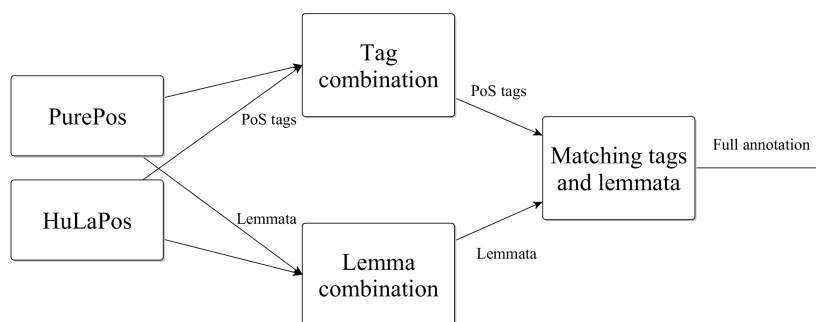 PurePos
HuLaPos
PoS tags
Lemmata
Tag
combination
Lemma
combination
PoS tags
Lemmata
Matching tags
and lemmata
Full annotation